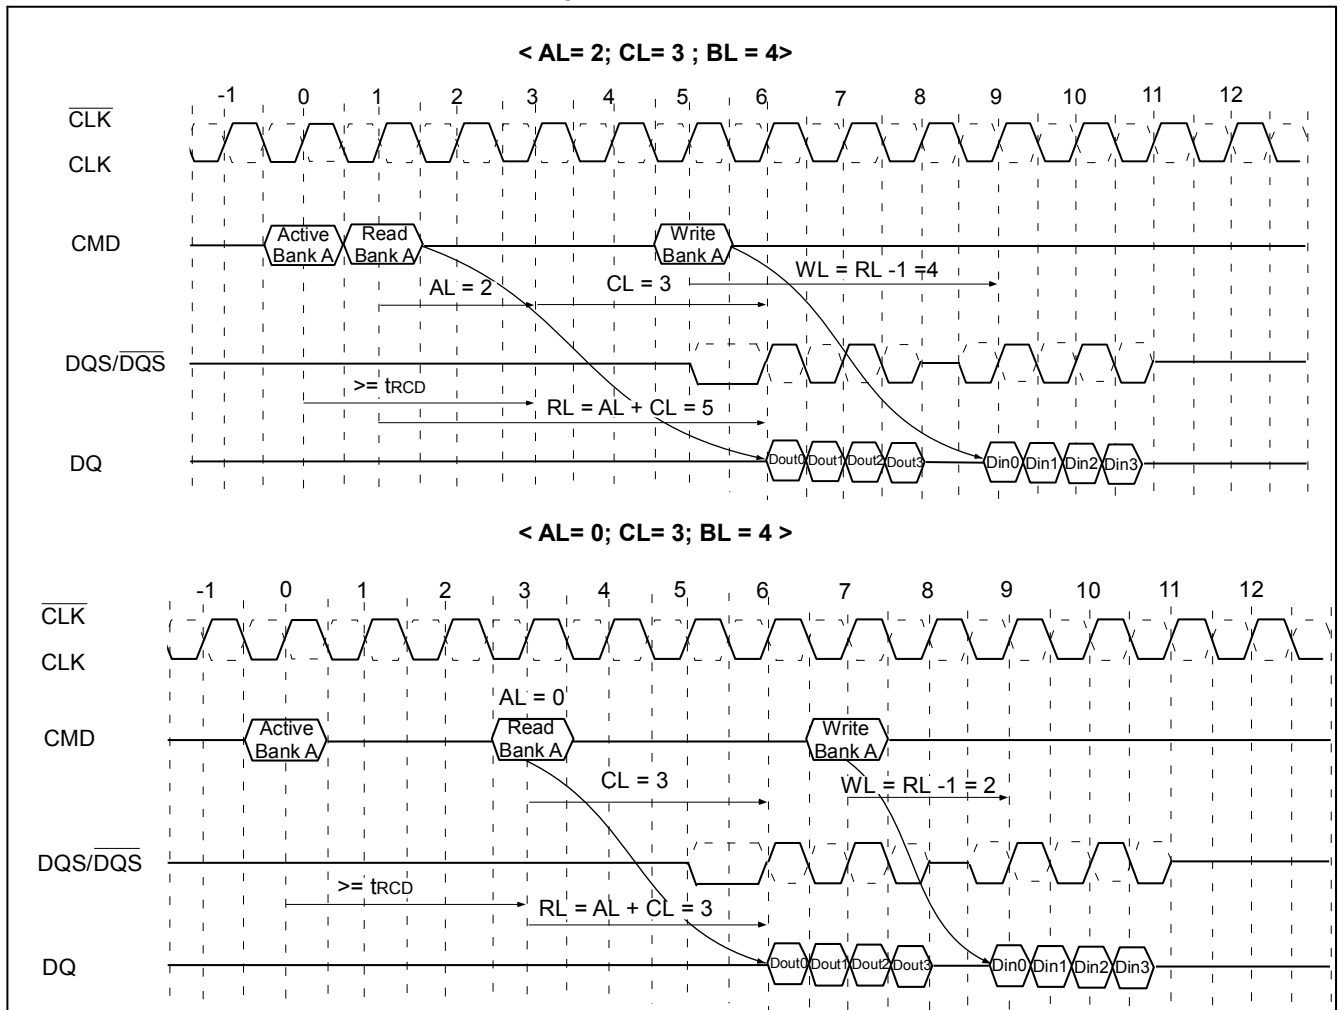 < AL= 2; CL= 3 ; BL = 4>
-1 0 1 2 3 4 5 6 7 8 9 10 11 12
CLK
CLK
CMD
Active Bank A
Read Bank A
Write Bank A
WL = RL -1 =4
AL = 2
CL = 3
DQS/DQS
>= tRCD
RL = AL + CL = 5
DQ
Dout0 Dout1 Dout2 Dout3 Din0 Din1 Din2 Din3
< AL= 0; CL= 3; BL = 4 >
-1 0 1 2 3 4 5 6 7 8 9 10 11 12
CLK
CLK
AL = 0
CMD
Active Bank A
Read Bank A
Write Bank A
CL = 3
WL = RL -1 = 2
DQS/DQS
>= tRCD
RL = AL + CL = 3
DQ
Dout0 Dout1 Dout2 Dout3 Din0 Din1 Din2 Din3